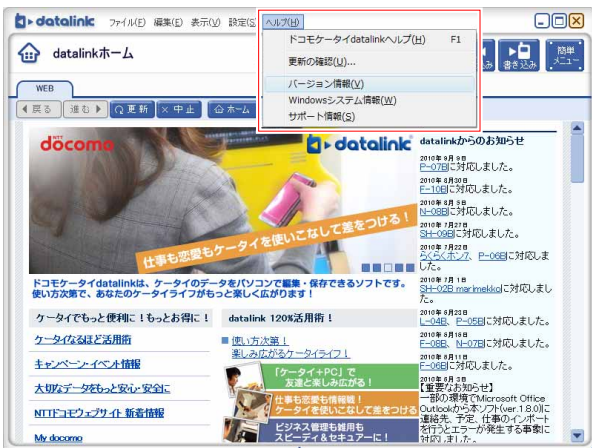 datalink ファイル(F) 編集(E) 表示(V) 設定(S) ヘルプ(H)
ドコモケータイdatalinkヘルプ(H) F1
更新の確認(U)...
バージョン情報(V)
Windowsシステム情報(W)
サポート情報(S)
datalinkホーム
書き込み
簡単
メニュー
WEB
戻る 進む 更新 中止 ホーム
NTT
docomo
datalink
仕事も恋愛もケータイを使いこなして差をつける!
ドコモケータイdatalinkは、ケータイのデータをパソコンで編集・保存できるソフトです。
使い方次第で、あなたのケータイライフがもっと楽しく広がります!
ケータイでもっと便利に!もっとお得に!
ケータイなるほど活用術
キャンペーン・イベント情報
大切なデータをもっと安心・安全に
NTTドコモウェブサイト 新着情報
My docomo
datalink 120%活用術!
使い方次第!
楽しみ広がるケータイライフ!
「ケータイ+PC」で
友達と楽しみ広がる!
仕事も恋愛も情報戦!
ケータイを使いこなして差をつける
ビジネス管理も雑用も
スピーディ&セキュアーに!
datalinkからのお知らせ
2010年9月9日
P-07Bに対応しました。
2010年8月30日
F-10Bに対応しました。
2010年8月5日
N-08Bに対応しました。
2010年7月27日
SH-09Bに対応しました。
2010年7月22日
らくらくホン7、P-06Bに対応しま
した。
2010年7月1日
SH-02B marimekkoに対応しまし
た。
2010年6月23日
L-04B、P-05Bに対応しました。
2010年6月18日
F-08B、N-07Bに対応しました。
2010年6月11日
F-06Bに対応しました。
2010年6月3日
【重要なお知らせ】
一部の環境でMicrosoft Office
Outlookから本ソフト(ver.1.8.0)に
連絡先、予定、仕事のインポート
を行うとエラーが発生する事象に
対応しました。